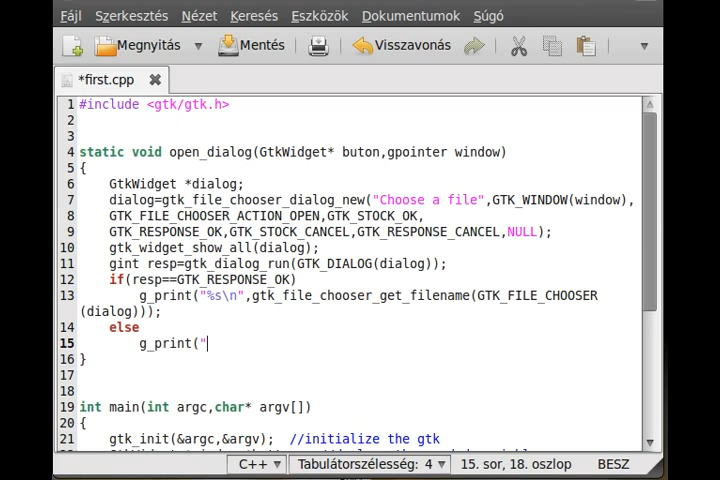 Fájl Szerkesztés Nézet Keresés Eszközök Dokumentumok Súgó
Megnyitás Mentés Visszavonás
*first.cpp
1 #include <gtk/gtk.h>
2
3
4 static void open_dialog(GtkWidget* buton,gpointer window)
5 {
6 GtkWidget *dialog;
7 dialog=gtk_file_chooser_dialog_new("Choose a file",GTK_WINDOW(window),
8 GTK_FILE_CHOOSER_ACTION_OPEN,GTK_STOCK_OK,
9 GTK_RESPONSE_OK,GTK_STOCK_CANCEL,GTK_RESPONSE_CANCEL,NULL);
10 gtk_widget_show_all(dialog);
11 gint resp=gtk_dialog_run(GTK_DIALOG(dialog));
12 if(resp==GTK_RESPONSE_OK)
13 g_print("%s\n",gtk_file_chooser_get_filename(GTK_FILE_CHOOSER
(dialog)));
14 else
15 g_print("
16 }
17
18
19 int main(int argc,char* argv[])
20 {
21 gtk_init(&argc,&argv); //initialize the gtk
C++ Tabulátorszélesség: 4 15. sor, 18. oszlop BESZ